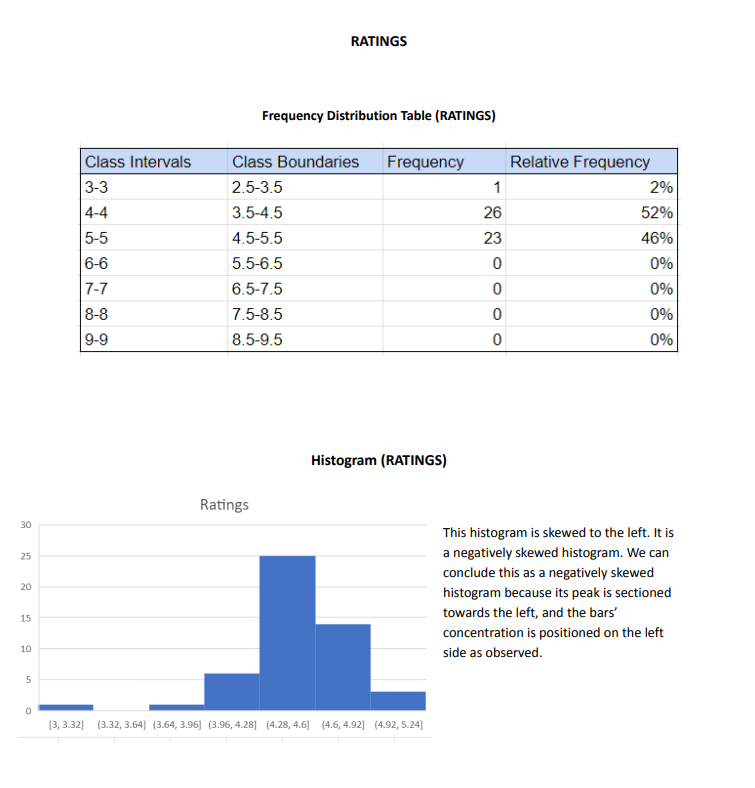 RATINGS
Frequency Distribution Table (RATINGS)
Class Intervals Class Boundaries Frequency Relative Frequency
3-3 2.5-3.5 1 2%
4-4 3.5-4.5 26 52%
5-5 4.5-5.5 23 46%
6-6 5.5-6.5 0 0%
7-7 6.5-7.5 0 0%
8-8 7.5-8.5 0 0%
9-9 8.5-9.5 0 0%
Histogram (RATINGS)
Ratings
30
25
20
15
10
5
0
[3, 3.32] (3.32, 3.64] (3.64, 3.96] (3.96, 4.28] (4.28, 4.6] (4.6, 4.92] (4.92, 5.24]
This histogram is skewed to the left. It is
a negatively skewed histogram. We can
conclude this as a negatively skewed
histogram because its peak is sectioned
towards the left, and the bars’
concentration is positioned on the left
side as observed.